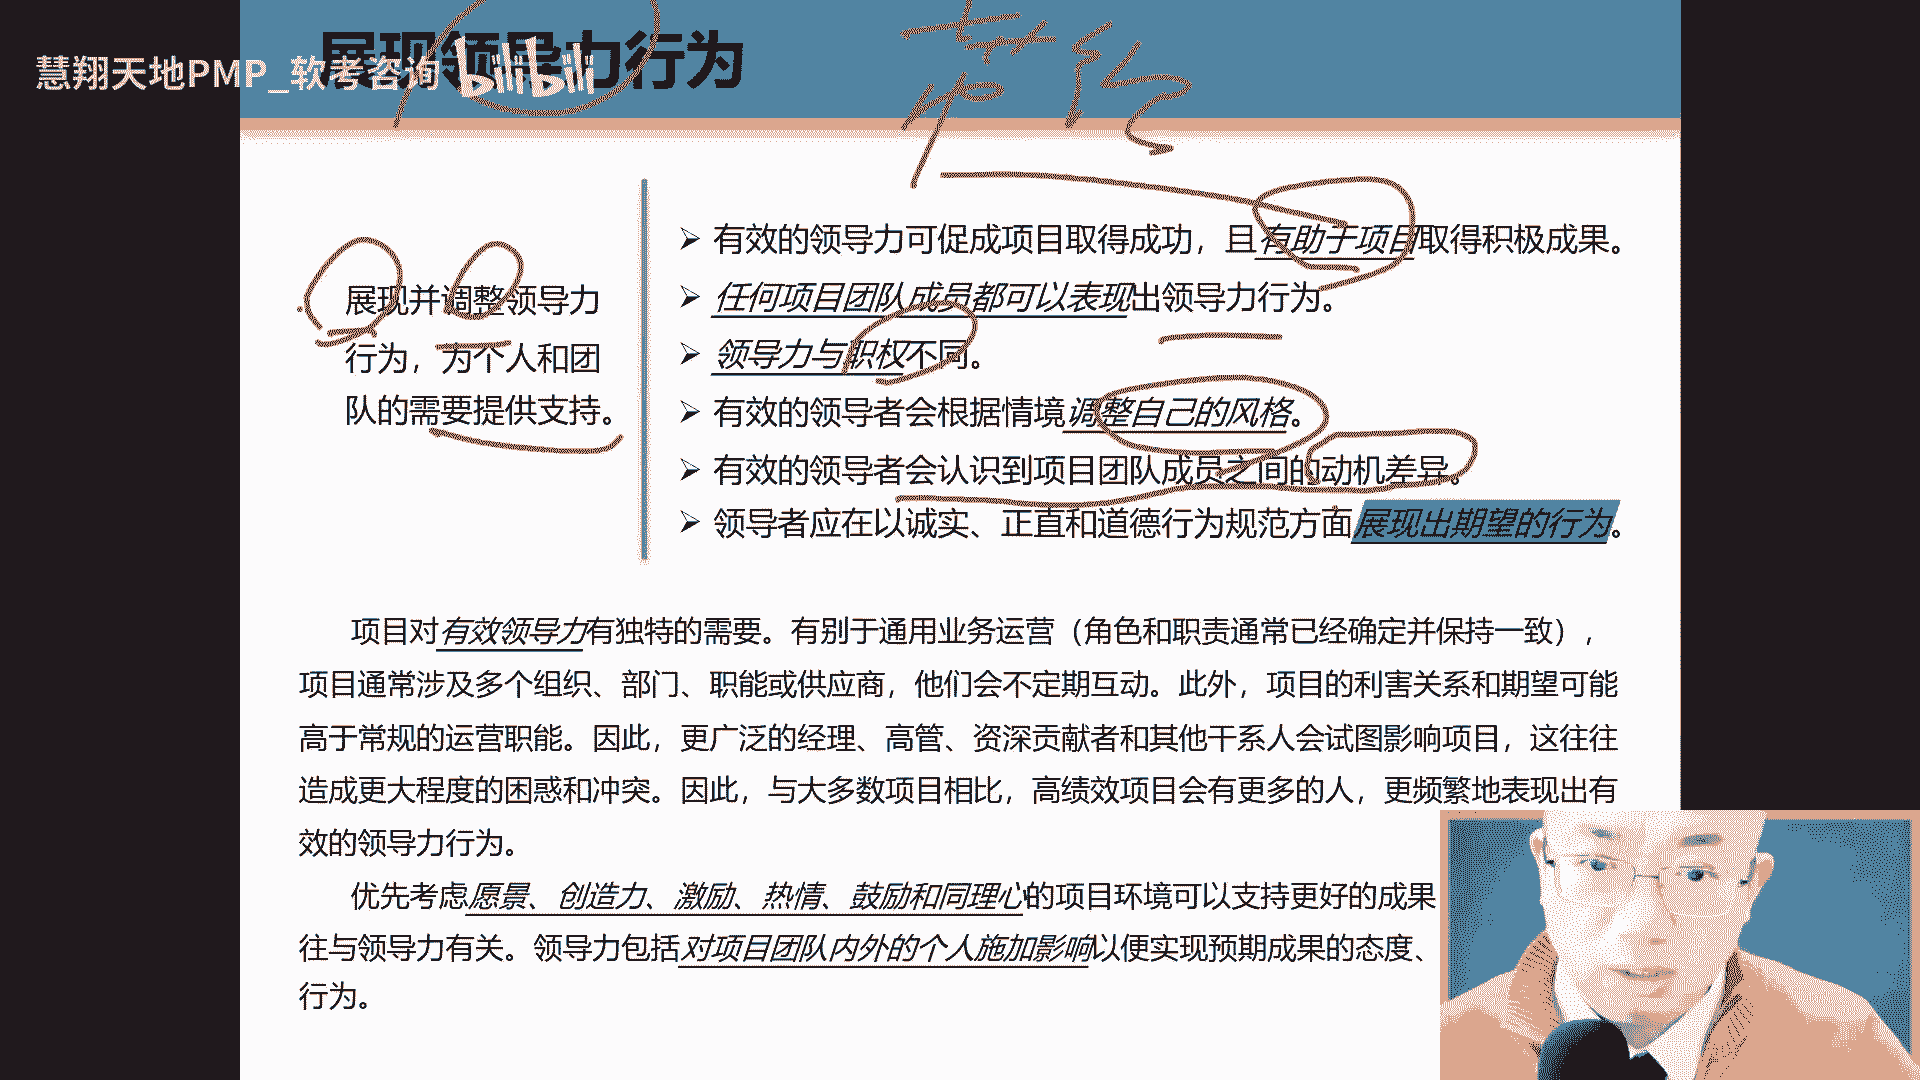 展现领导力行为
慧翔天地PMP_软考咨询 bilibili
展现并调整领导力
行为，为个人和团
队的需要提供支持。
➢ 有效的领导力可促成项目取得成功，且有助于项目取得积极成果。
➢ 任何项目团队成员都可以表现出领导力行为。
➢ 领导力与职权不同。
➢ 有效的领导者会根据情境调整自己的风格。
➢ 有效的领导者会认识到项目团队成员之间的动机差异。
➢ 领导者应在以诚实、正直和道德行为规范方面展现出期望的行为。
项目对有效领导力有独特的需要。有别于通用业务运营（角色和职责通常已经确定并保持一致），
项目通常涉及多个组织、部门、职能或供应商，他们会不定期互动。此外，项目的利害关系和期望可能
高于常规的运营职能。因此，更广泛的经理、高管、资深贡献者和其他干系人会试图影响项目，这往往
造成更大程度的困惑和冲突。因此，与大多数项目相比，高绩效项目会有更多的人，更频繁地表现出有
效的领导力行为。
优先考虑愿景、创造力、激励、热情、鼓励和同理心的项目环境可以支持更好的成果
往与领导力有关。领导力包括对项目团队内外的个人施加影响以便实现预期成果的态度、
行为。